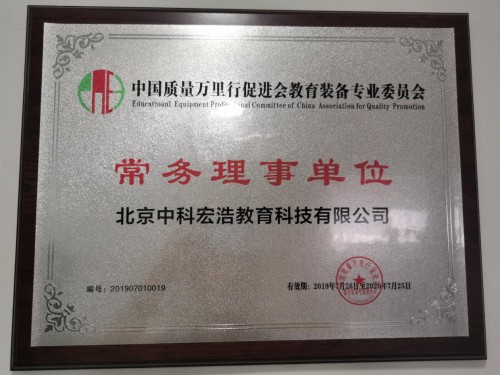 中国质量万里行促进会教育装备专业委员会
Educational Equipment Professional Committee of China Association for Quality Promotion
常务理事单位
北京中科宏浩教育科技有限公司
编号：201907010019
有效期：2019年7月26日至2020年7月25日